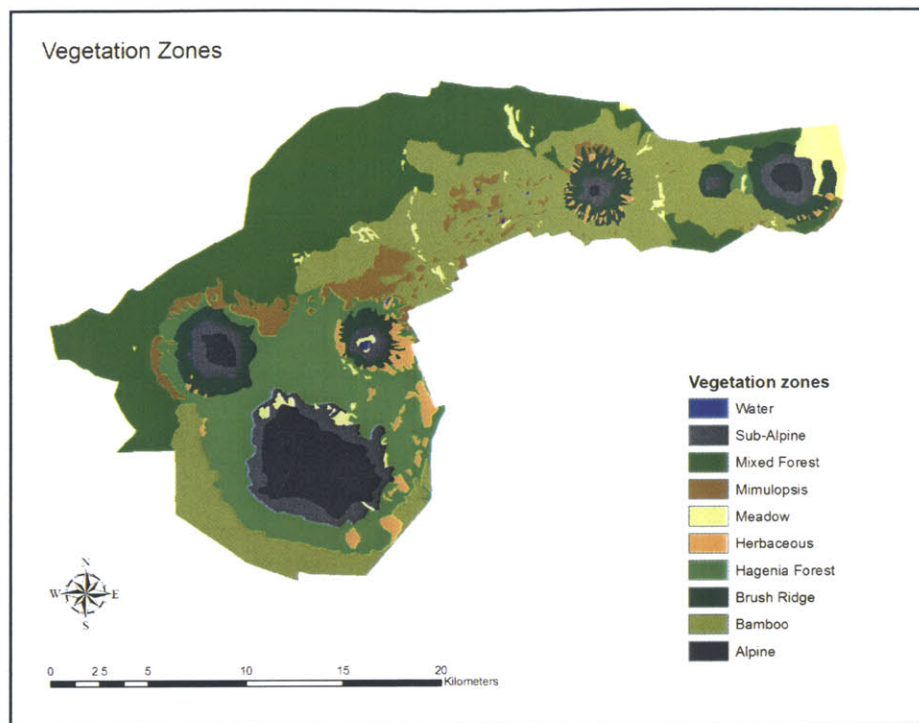 Vegetation Zones
Vegetation zones
Water
Sub-Alpine
Mixed Forest
Mimulopsis
Meadow
Herbaceous
Hagenia Forest
Brush Ridge
Bamboo
Alpine
N
W E
S
0 2.5 5 10 15 20
Kilometers